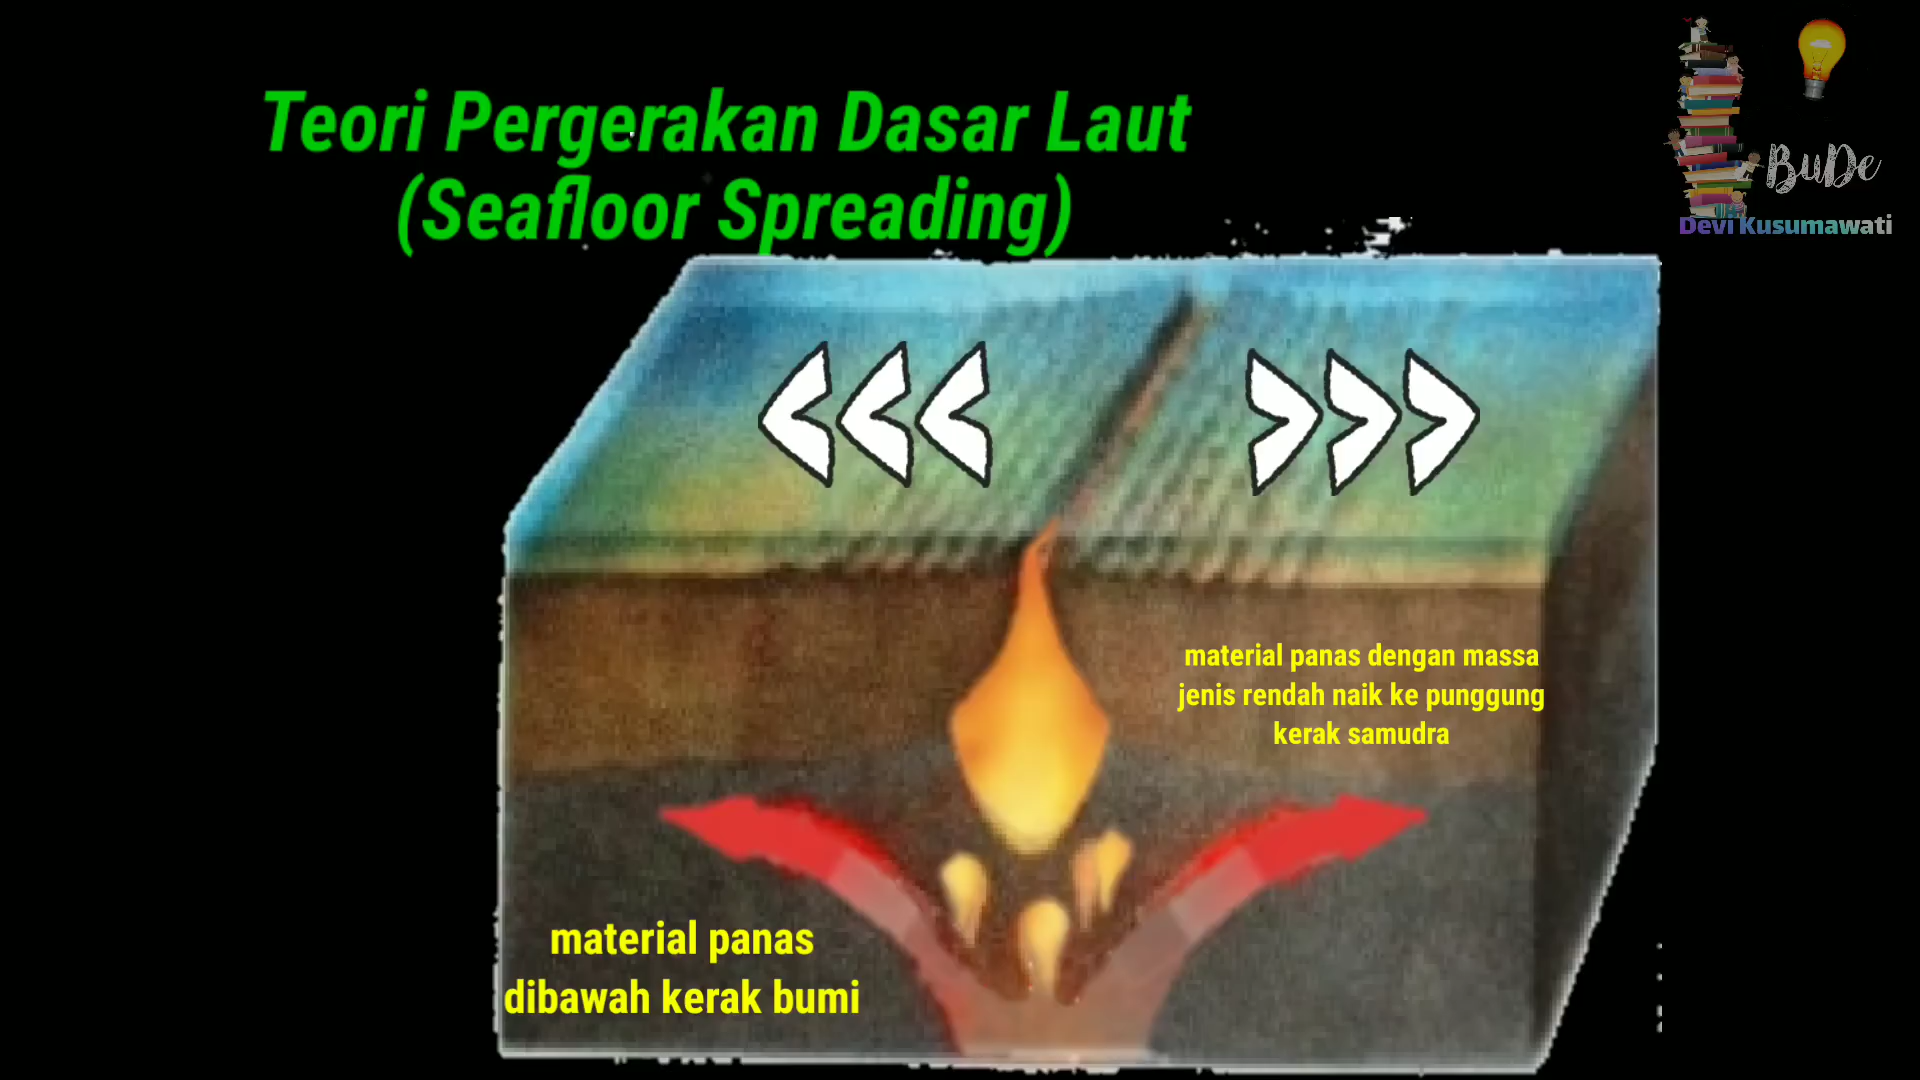 Teori Pergerakan Dasar Laut
(Seafloor Spreading)
BuDe
Devi Kusumawati
material panas dengan massa
jenis rendah naik ke punggung
kerak samudra
material panas
dibawah kerak bumi